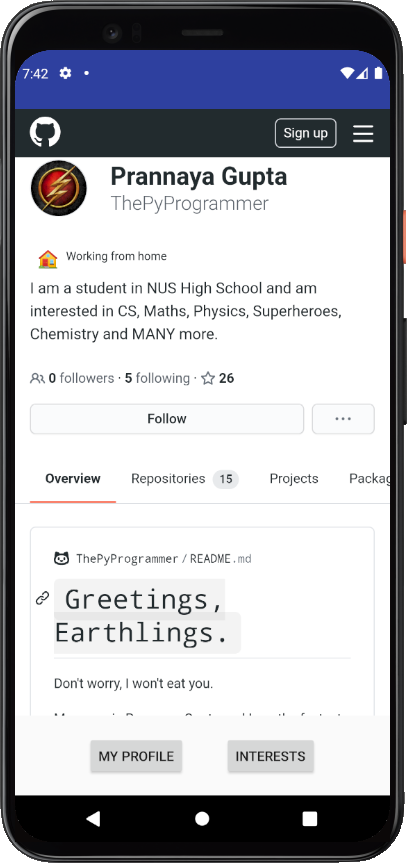 7:42
Sign up
Prannaya Gupta
ThePyProgrammer
Working from home
I am a student in NUS High School and am
interested in CS, Maths, Physics, Superheroes,
Chemistry and MANY more.
0 followers · 5 following · 26
Follow
Overview Repositories 15 Projects Packag
ThePyProgrammer / README.md
Greetings,
Earthlings.
Don't worry, I won't eat you.
MY PROFILE INTERESTS